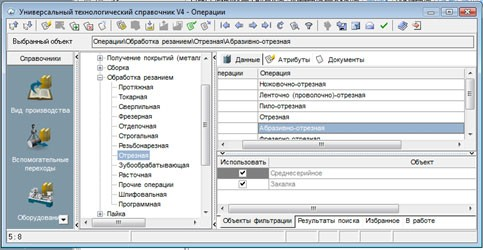 Универсальный технологический справочник V4 - Операции
Выбранный объект
Операции\Обработка резанием\Отрезная\Абразивно-отрезная
Справочники
Вид производства
Вспомогательные переходы
Оборудование
Получение покрытий (металл
Сборка
Обработка резанием
Протяжная
Токарная
Сверлильная
Фрезерная
Отделочная
Строгальная
Резьбонарезная
Отрезная
Зубообрабатывающая
Расточная
Прочие операции
Шлифовальная
Программная
Пайка
Данные
Атрибуты
Документы
перации
Операция
Ножовочно-отрезная
Ленточно (проволочно)-отрезная
Пило-отрезная
Отрезная
Абразивно-отрезная
Фрезерно-отрезная
Использовать
Объект
Среднесерийное
Закалка
Объекты фильтрации
Результаты поиска
Избранное
В работе
5:0